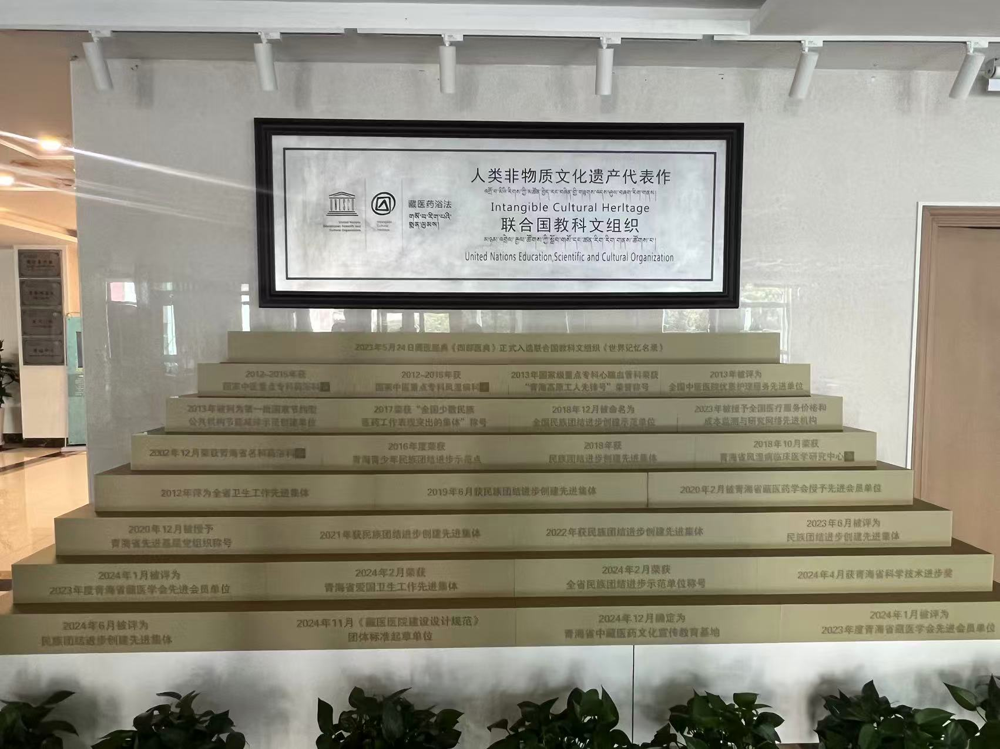 人类非物质文化遗产代表作
འགྲོ་བ་མིའི་རིགས་ཀྱི་མཚོན་བྱེད་རང་བཞིན་གྱི་གཟུགས་འདས་ཤུལ་བཞག་རིག་གནས།
Intangible Cultural Herltage
联合国教科文组织
མཉམ་འབྲེལ་རྒྱལ་ཚོགས་ཀྱི་སློབ་གསོ་དང་ཚན་རིག་རིག་གནས་ཚོགས་པ།
United Nations Education,Scientific and Cultural Organization
UNESCO
United Nations
Educational, Scientific and
Cultural Organization
Intangible
Cultural
Heritage
藏医药浴法
གསོ་བ་རིག་པའི་
སྨན་ལུམས།
2023年5月24日藏医药典《四部医典》正式入选联合国教科文组织《世界记忆名录》
2012-2015年获
国家中医重点专科药浴科
2012-2015年获
国家中医重点专科风湿病科
2013年国家级重点专科心脑血管科荣获
“青海高原工人先锋号”荣誉称号
2013年被评为
全国中医医院优质护理服务先进单位
2013年被列为第一批国家节约型
公共机构节能减排示范创建单位
2017荣获“全国少数民族
医药工作表现突出的集体”称号
2018年12月被命名为
全国民族团结进步创建示范单位
2023年被授予全国医疗服务价格和
成本监测与研究网络先进机构
2002年12月荣获青海省名科药浴科
2016年度荣获
青海青少年民族团结进步示范点
2018年获
民族团结进步创建先进集体
2018年10月荣获
青海省风湿病临床医学研究中心
2012年评为全省卫生工作先进集体
2019年6月获民族团结进步创建先进集体
2020年2月被青海省藏医药学会授予先进会员单位
2020年12月被授予
青海省先进基层党组织称号
2021年获民族团结进步创建先进集体
2022年获民族团结进步创建先进集体
2023年6月被评为
民族团结进步创建先进集体
2024年1月被评为
2023年度青海省藏医学会先进会员单位
2024年2月荣获
青海省爱国卫生工作先进集体
2024年2月荣获
全省民族团结进步示范单位称号
2024年4月获青海省科学技术进步奖
2024年6月被评为
民族团结进步创建先进集体
2024年11月《藏医医院建设设计规范》
团体标准起草单位
2024年12月确定为
青海省中藏医药文化宣传教育基地
2024年1月被评为
2023年度青海省藏医学会先进会员单位